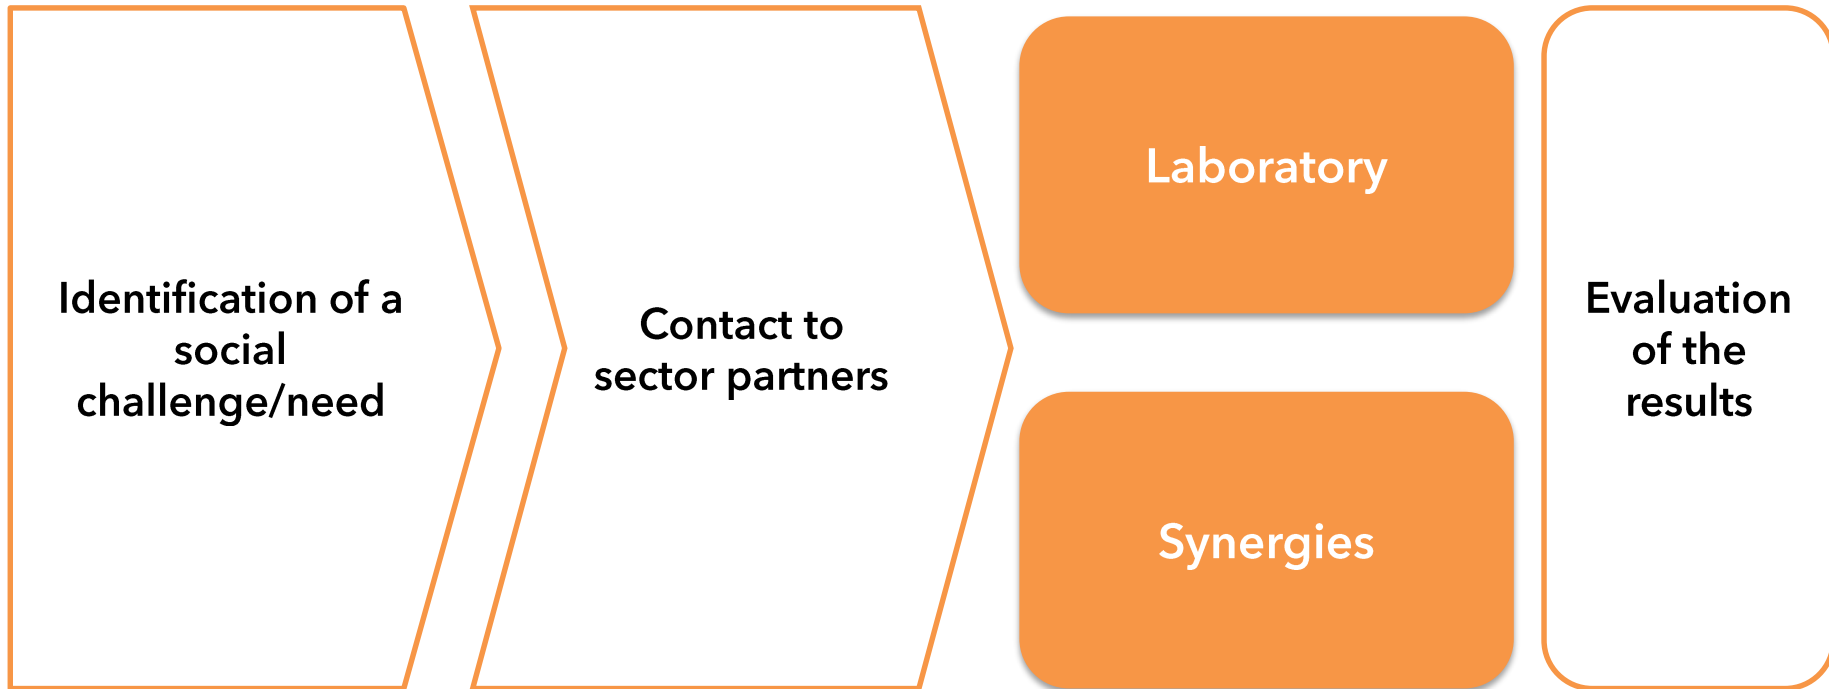 Identification of a
social
challenge/need
Contact to
sector partners
Laboratory
Synergies
Evaluation
of the
results